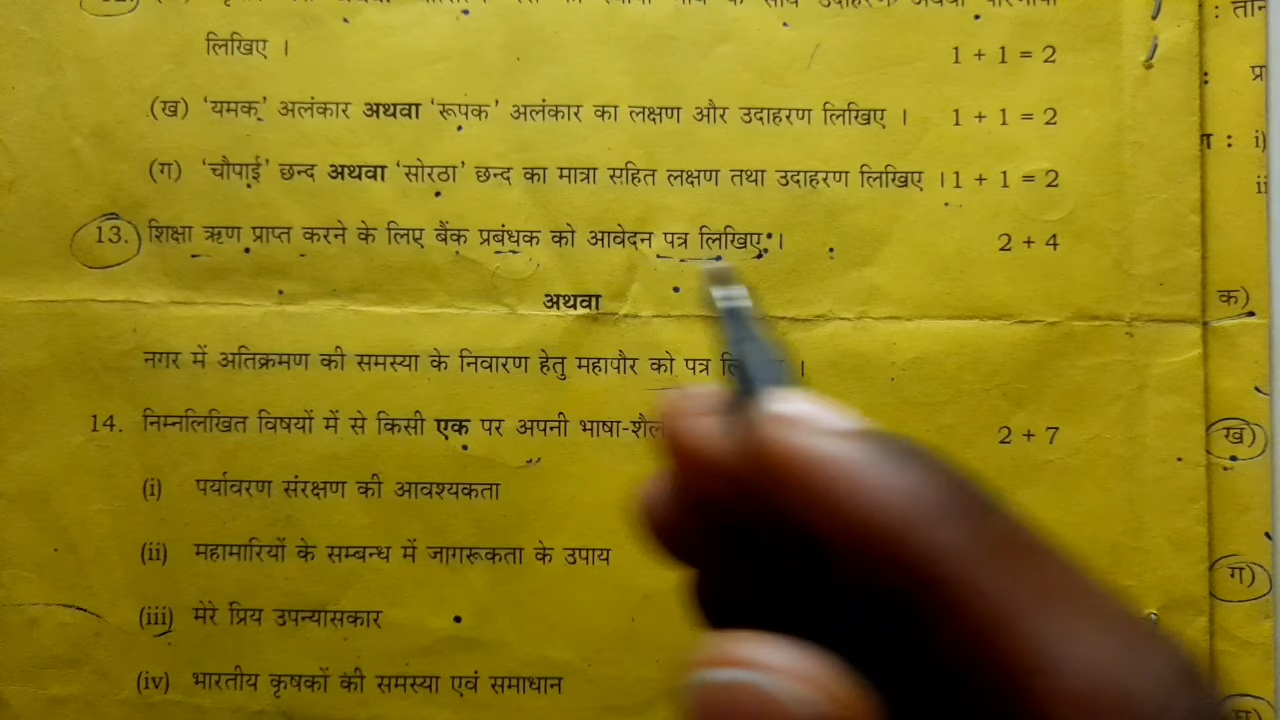 लिखिए । 1 + 1 = 2
(ख) 'यमक' अलंकार अथवा 'रूपक' अलंकार का लक्षण और उदाहरण लिखिए । 1 + 1 = 2
(ग) 'चौपाई' छन्द अथवा 'सोरठा' छन्द का मात्रा सहित लक्षण तथा उदाहरण लिखिए । 1 + 1 = 2
13. शिक्षा ऋण प्राप्त करने के लिए बैंक प्रबंधक को आवेदन पत्र लिखिए । 2 + 4
अथवा
नगर में अतिक्रमण की समस्या के निवारण हेतु महापौर को पत्र ।
14. निम्नलिखित विषयों में से किसी एक पर अपनी 2 + 7
(i) पर्यावरण संरक्षण की आवश्यकता
(ii) महामारियों के सम्बन्ध में जागरूकता के उपाय
(iii) मेरे प्रिय उपन्यासकार
(iv) भारतीय कृषकों की समस्या एवं समाधान
: i)
ii
क)
ख)
ग)